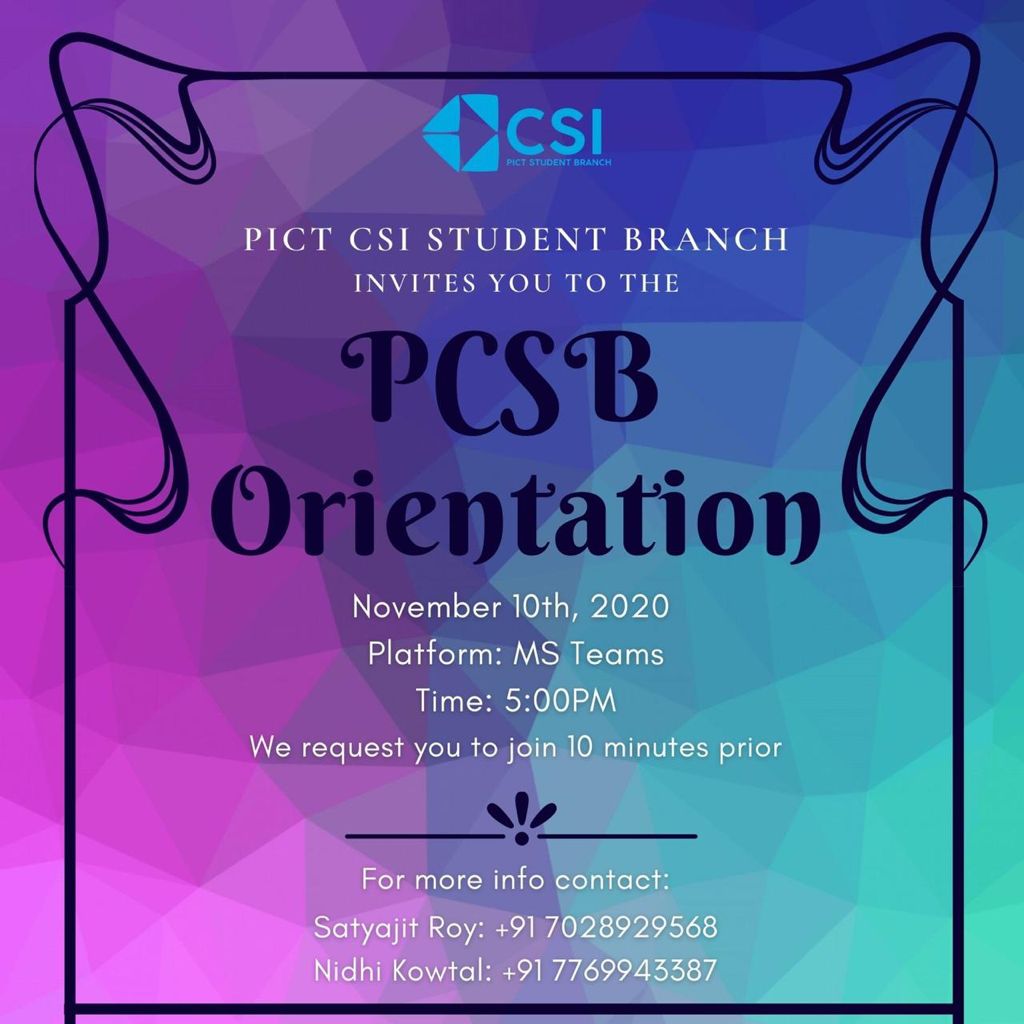 CSI
PICT STUDENT BRANCH
PICT CSI STUDENT BRANCH
INVITES YOU TO THE
PCSB
Orientation
November 10th, 2020
Platform: MS Teams
Time: 5:00PM
We request you to join 10 minutes prior
For more info contact:
Satyajit Roy: +91 7028929568
Nidhi Kowtal: +91 7769943387